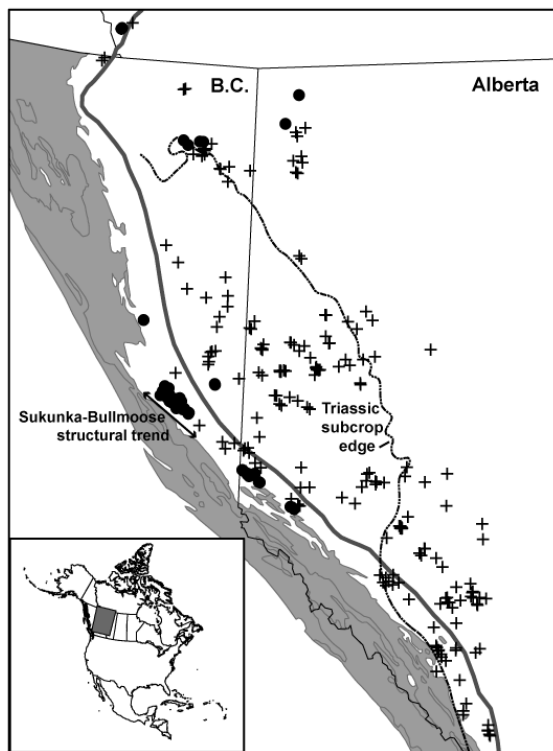 B.C.
Alberta
Sukunka-Bullmoose
structural trend
Triassic
subcrop
edge